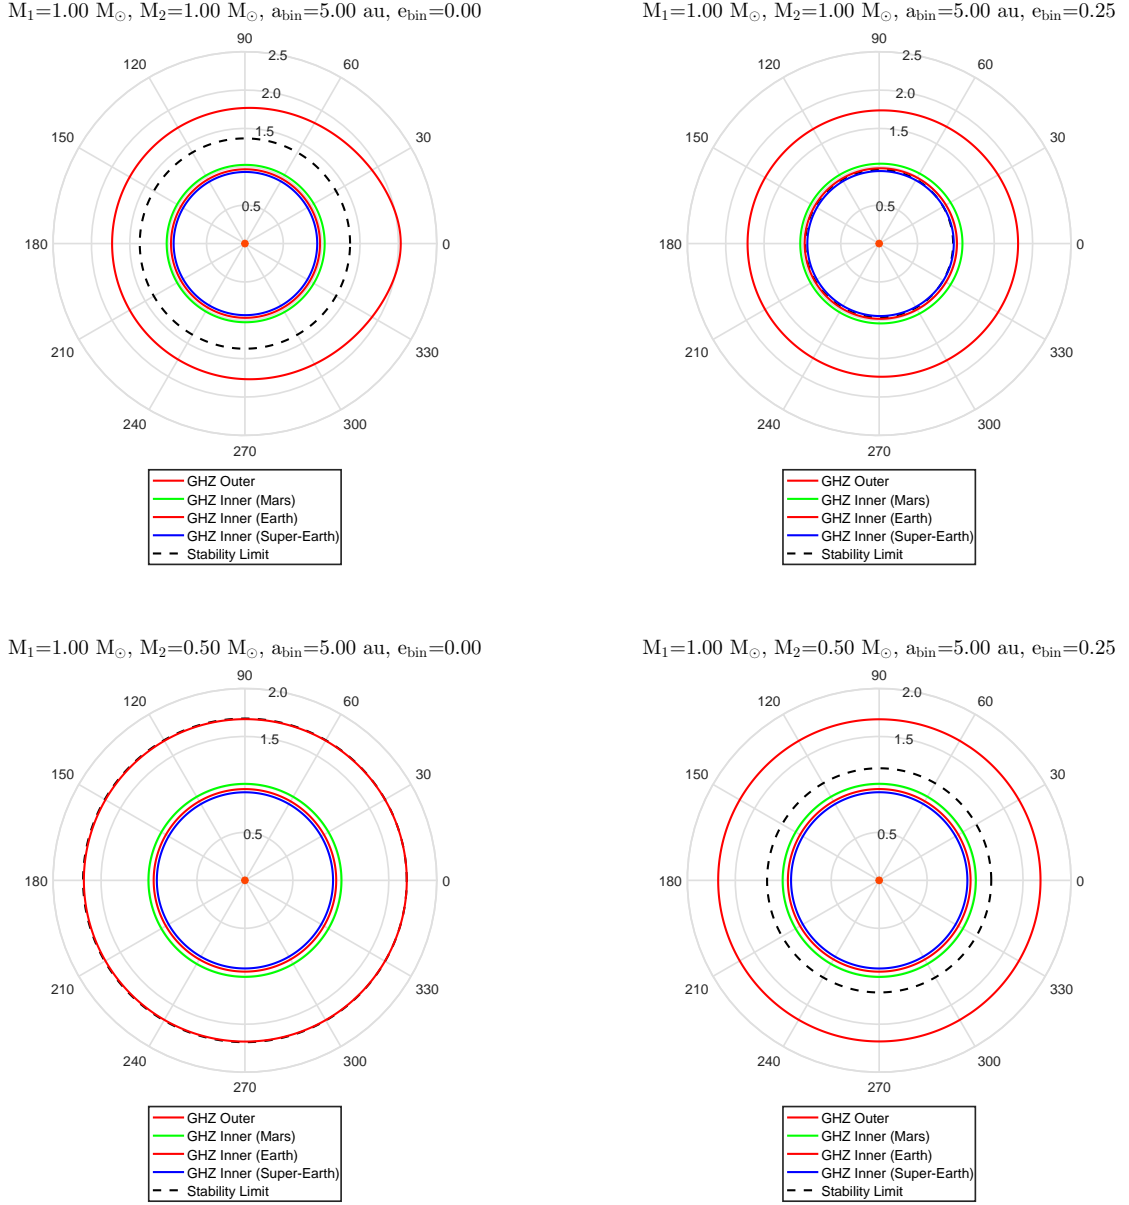 M₁=1.00 M☉, M₂=1.00 M☉, a_bin=5.00 au, e_bin=0.00
90
120
60
150
30
180
0
210
330
240
300
270
0.5
1.5
2.0
2.5
GHZ Outer
GHZ Inner (Mars)
GHZ Inner (Earth)
GHZ Inner (Super-Earth)
Stability Limit
M₁=1.00 M☉, M₂=1.00 M☉, a_bin=5.00 au, e_bin=0.25
90
120
60
150
30
180
0
210
330
240
300
270
0.5
1.5
2.0
2.5
GHZ Outer
GHZ Inner (Mars)
GHZ Inner (Earth)
GHZ Inner (Super-Earth)
Stability Limit
M₁=1.00 M☉, M₂=0.50 M☉, a_bin=5.00 au, e_bin=0.00
90
120
60
150
30
180
0
210
330
240
300
270
0.5
1.5
2.0
GHZ Outer
GHZ Inner (Mars)
GHZ Inner (Earth)
GHZ Inner (Super-Earth)
Stability Limit
M₁=1.00 M☉, M₂=0.50 M☉, a_bin=5.00 au, e_bin=0.25
90
120
60
150
30
180
0
210
330
240
300
270
0.5
1.5
2.0
GHZ Outer
GHZ Inner (Mars)
GHZ Inner (Earth)
GHZ Inner (Super-Earth)
Stability Limit